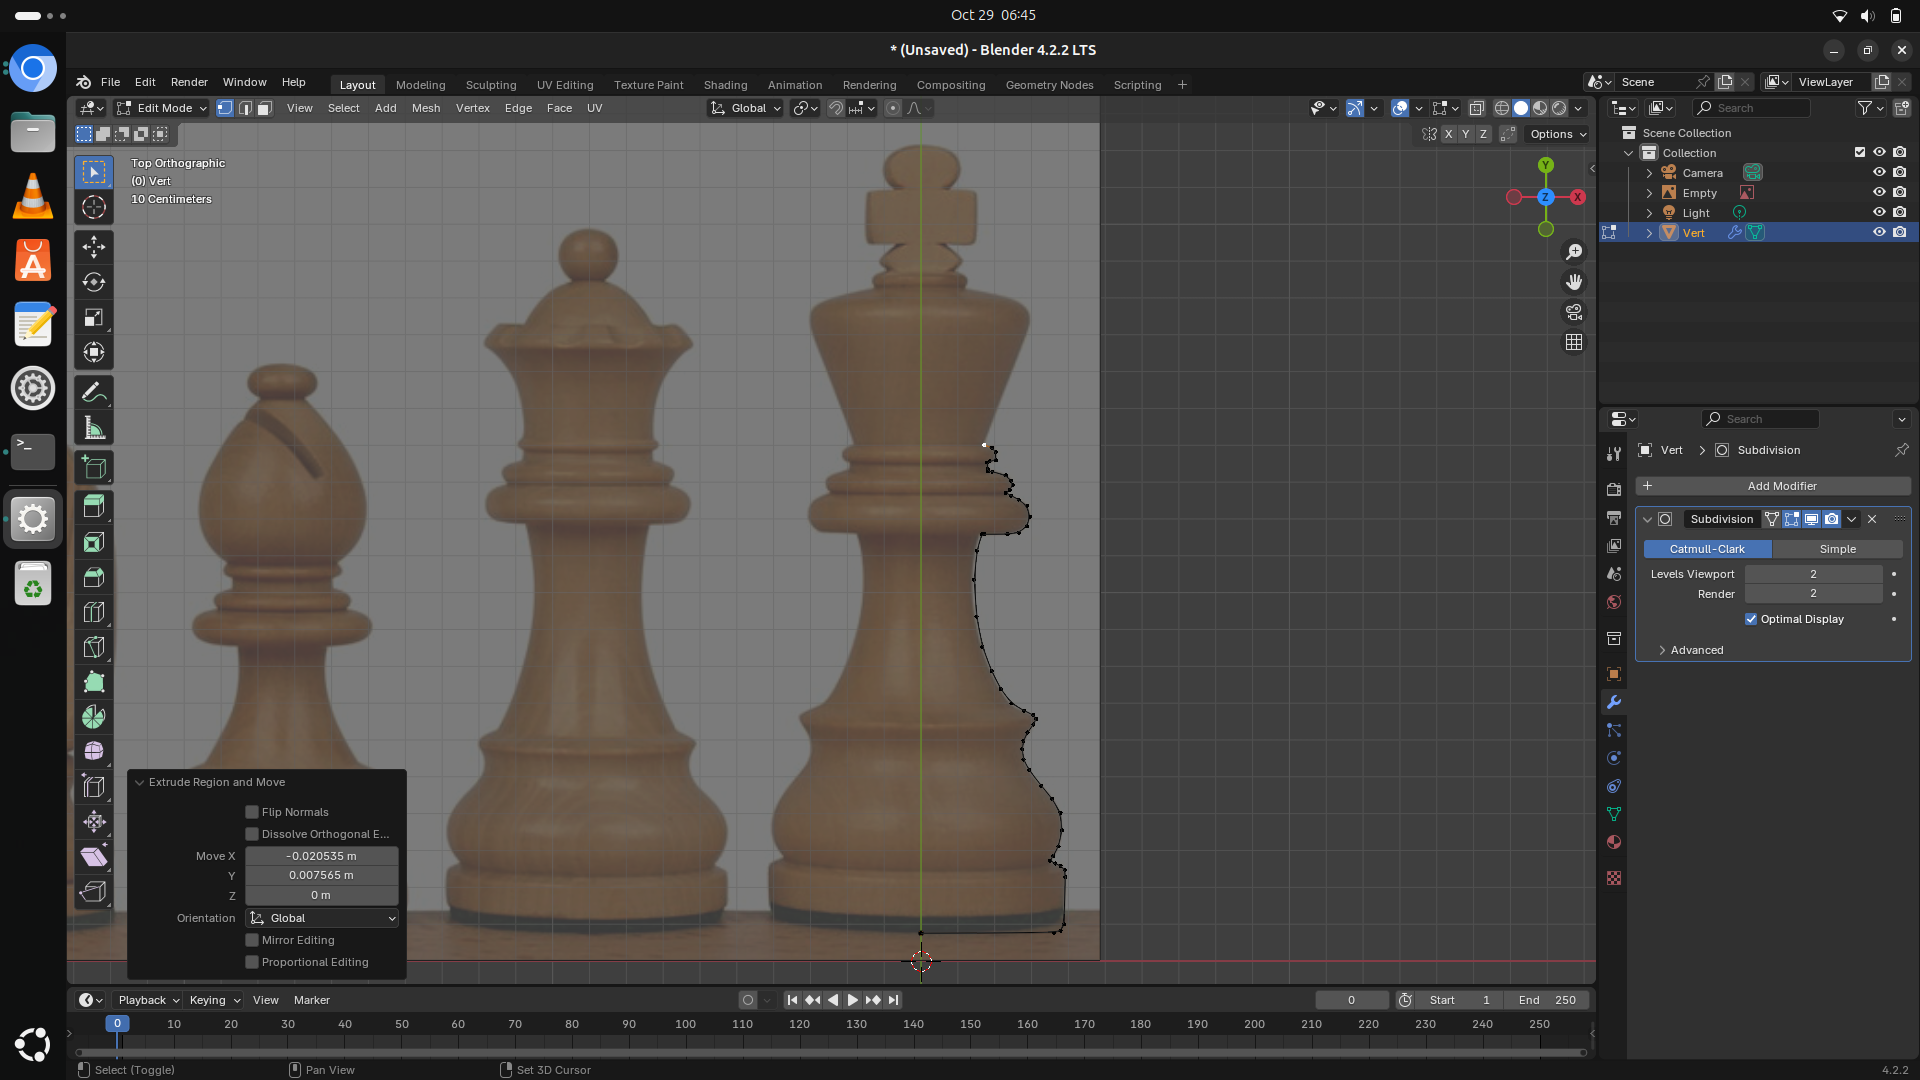 Oct 29 06:45
* (Unsaved) - Blender 4.2.2 LTS
File Edit Render Window Help Layout Modeling Sculpting UV Editing Texture Paint Shading Animation Rendering Compositing Geometry Nodes Scripting + Scene ViewLayer
Edit Mode View Select Add Mesh Vertex Edge Face UV Global Search
X Y Z Options
Top Orthographic
(0) Vert
10 Centimeters
Y
Z
X
Scene Collection
Collection
Camera
Empty
Light
Vert
Search
Vert > Subdivision
+ Add Modifier
Subdivision
Catmull-Clark Simple
Levels Viewport 2
Render 2
Optimal Display
Advanced
Extrude Region and Move
Flip Normals
Dissolve Orthogonal E...
Move X -0.020535 m
Y 0.007565 m
Z 0 m
Orientation Global
Mirror Editing
Proportional Editing
Playback Keying View Marker 0 Start 1 End 250
0 10 20 30 40 50 60 70 80 90 100 110 120 130 140 150 160 170 180 190 200 210 220 230 240 250
Select (Toggle) Pan View Set 3D Cursor 4.2.2